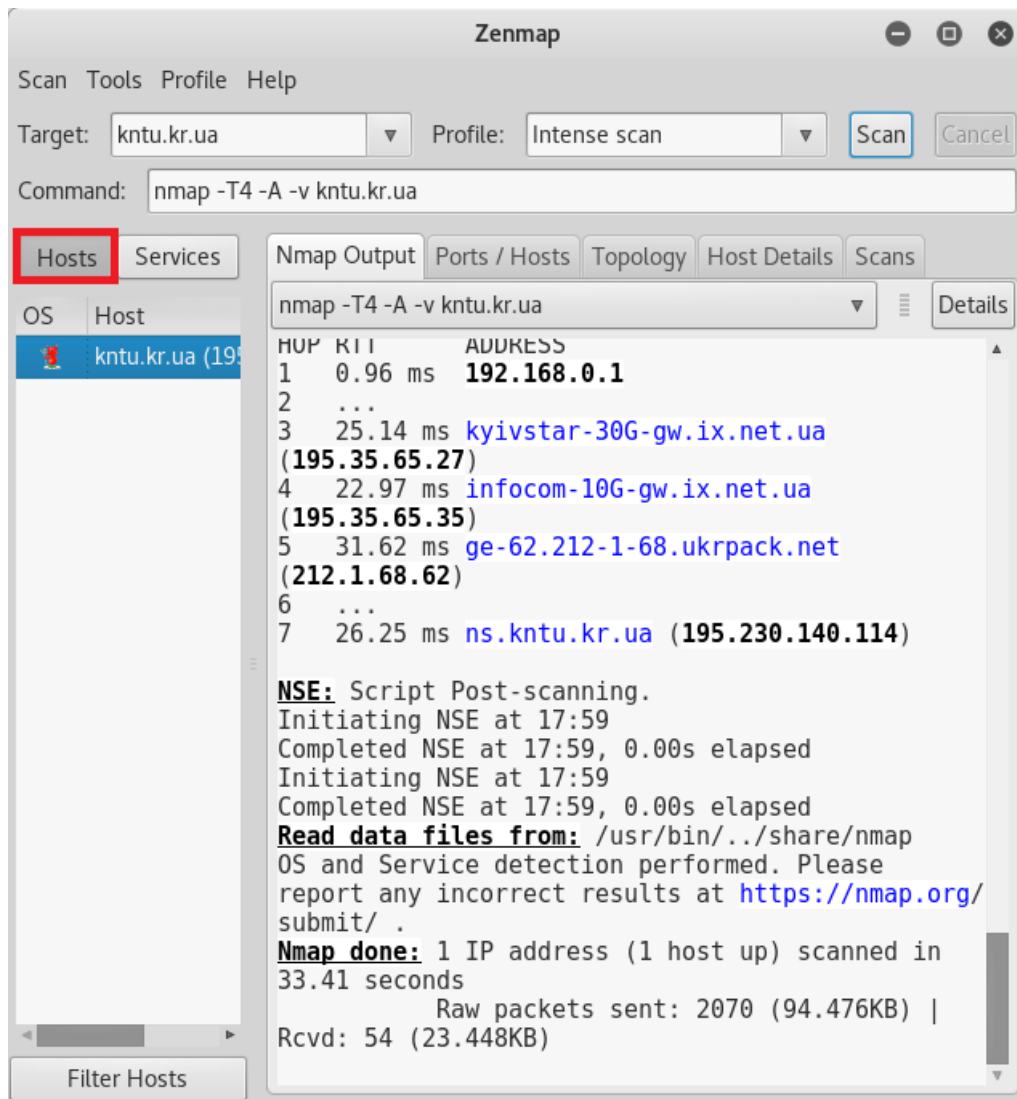 Zenmap
Scan Tools Profile Help
Target: kntu.kr.ua Profile: Intense scan Scan Cancel
Command: nmap -T4 -A -v kntu.kr.ua
Hosts Services
OS Host
kntu.kr.ua (195
Filter Hosts
Nmap Output Ports / Hosts Topology Host Details Scans
nmap -T4 -A -v kntu.kr.ua Details
HOP RTT ADDRESS
1 0.96 ms 192.168.0.1
2 ...
3 25.14 ms kyivstar-30G-gw.ix.net.ua
(195.35.65.27)
4 22.97 ms infocom-10G-gw.ix.net.ua
(195.35.65.35)
5 31.62 ms ge-62.212-1-68.ukrpack.net
(212.1.68.62)
6 ...
7 26.25 ms ns.kntu.kr.ua (195.230.140.114)
NSE: Script Post-scanning.
Initiating NSE at 17:59
Completed NSE at 17:59, 0.00s elapsed
Initiating NSE at 17:59
Completed NSE at 17:59, 0.00s elapsed
Read data files from: /usr/bin/../share/nmap
OS and Service detection performed. Please
report any incorrect results at https://nmap.org/
submit/ .
Nmap done: 1 IP address (1 host up) scanned in
33.41 seconds
Raw packets sent: 2070 (94.476KB) |
Rcvd: 54 (23.448KB)